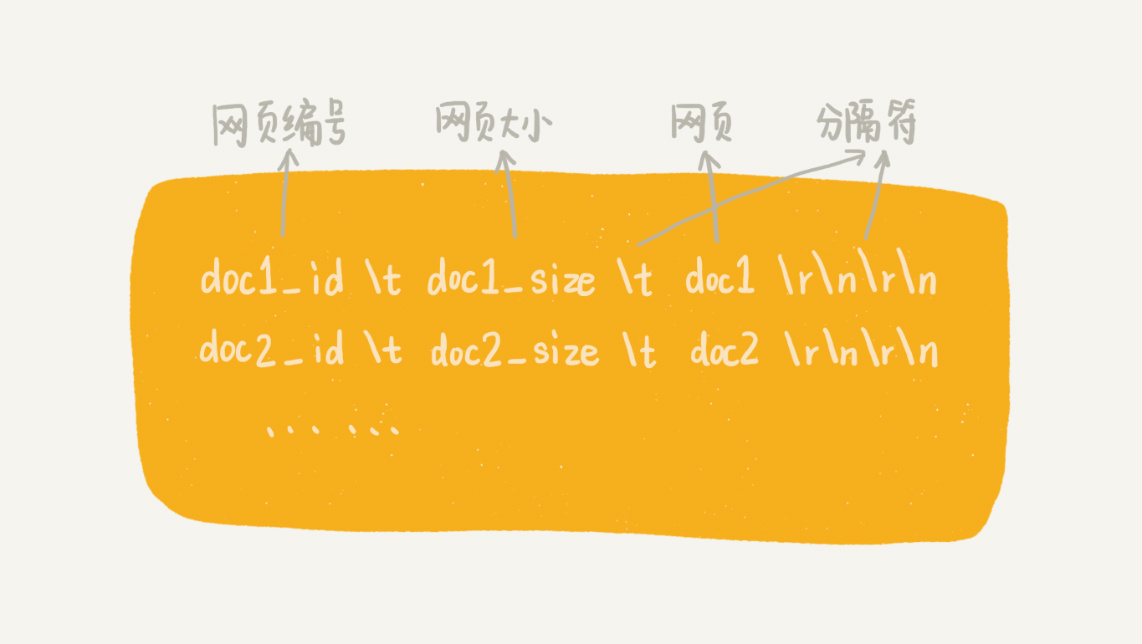 网页编号 网页大小 网页 分隔符
doc1_id \t doc1_size \t doc1 \r\n\r\n
doc2_id \t doc2_size \t doc2 \r\n\r\n
... ...